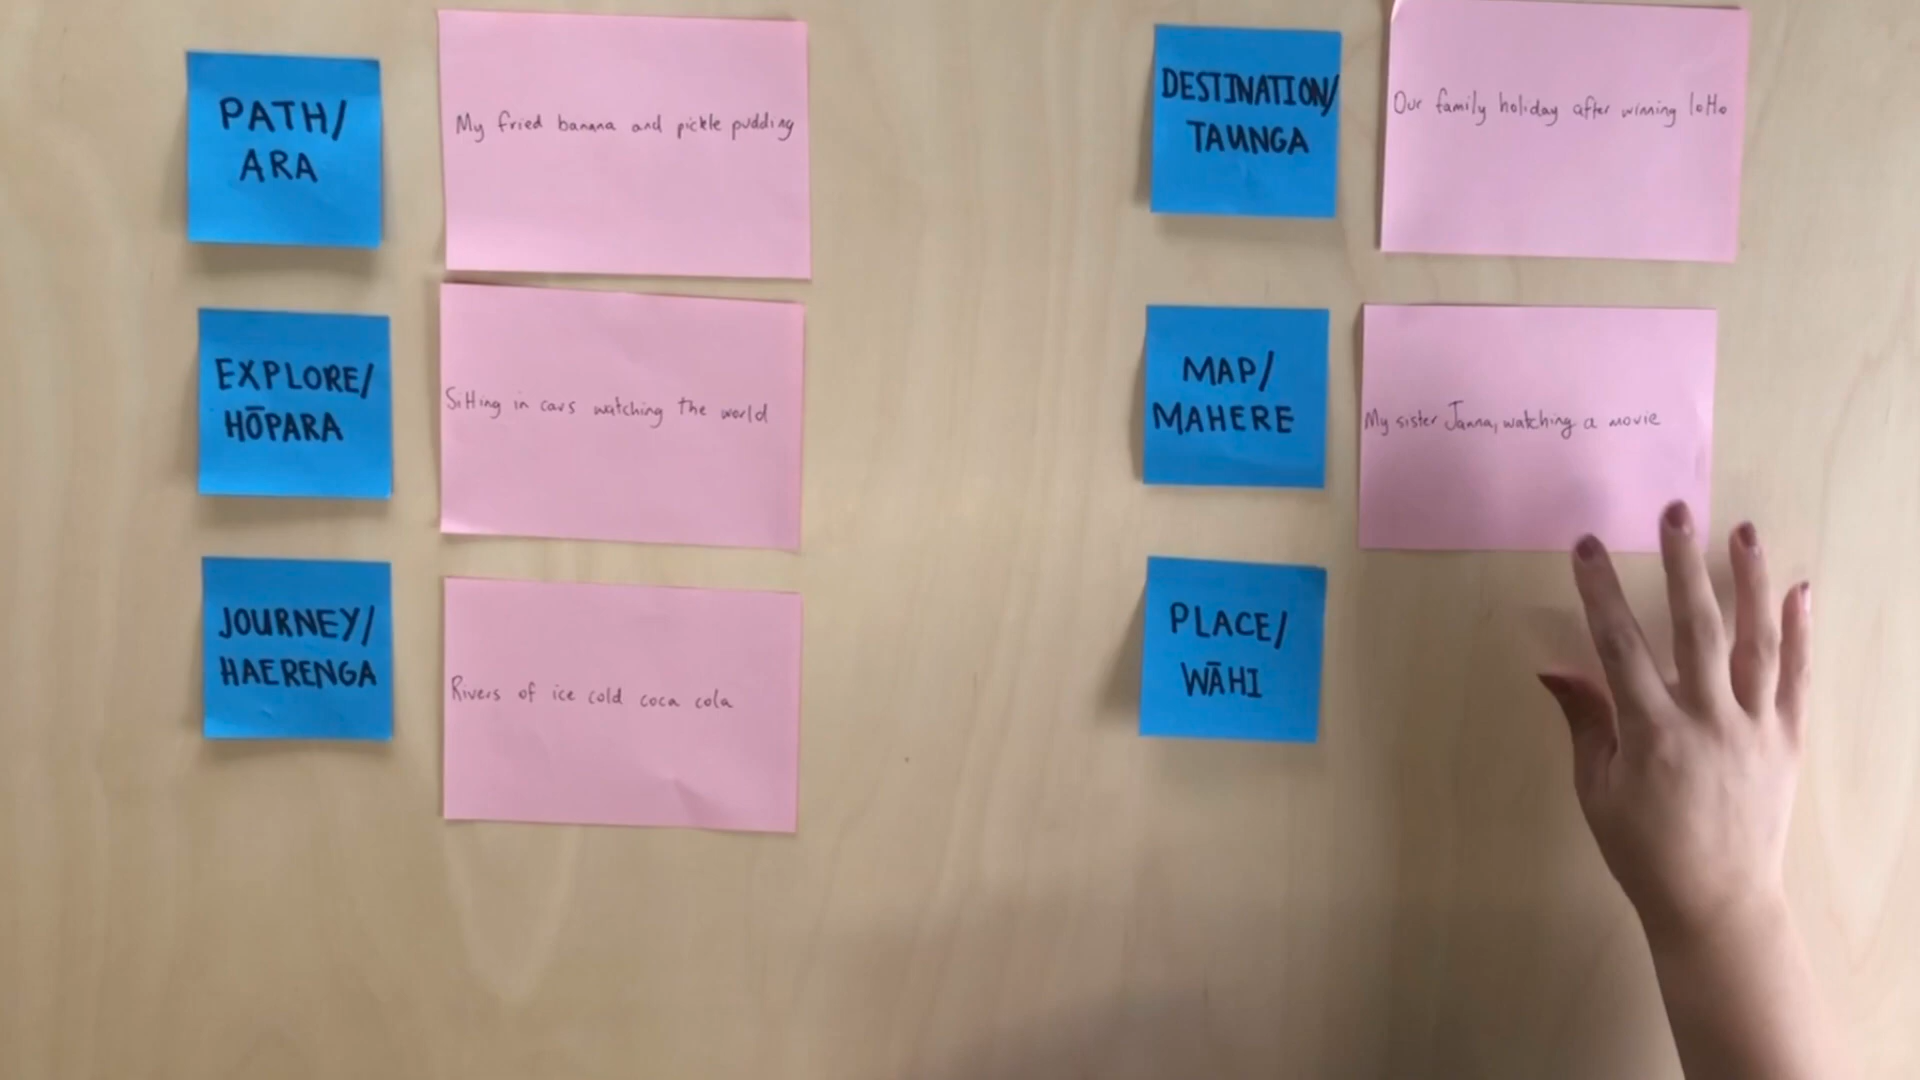 PATH/
ARA
My fried banana and pickle pudding
EXPLORE/
HŌPARA
Sitting in cars watching the world
JOURNEY/
HAERENGA
Rivers of ice cold coca cola
DESTINATION/
TAUNGA
Our family holiday after winning lotto
MAP/
MAHERE
My sister Janna, watching a movie
PLACE/
WĀHI